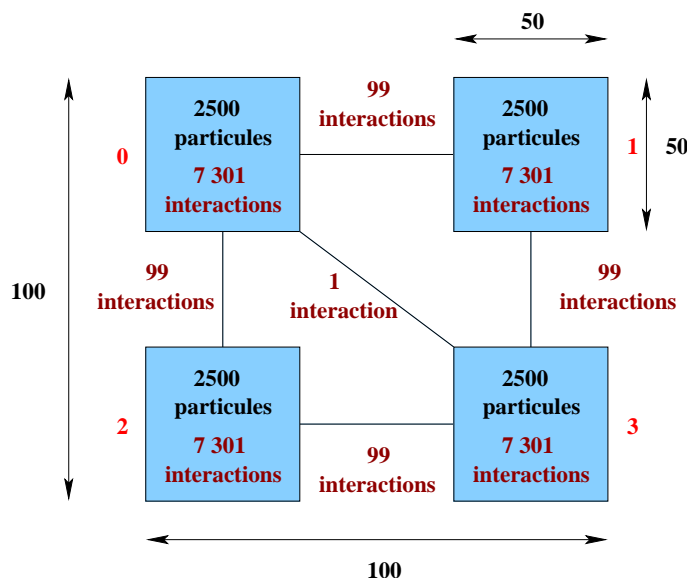 50
99
interactions
2500
particules
7 301
interactions
0
2500
particules
7 301
interactions
1
50
99
interactions
1
interaction
99
interactions
100
2500
particules
7 301
interactions
2
99
interactions
2500
particules
7 301
interactions
3
100